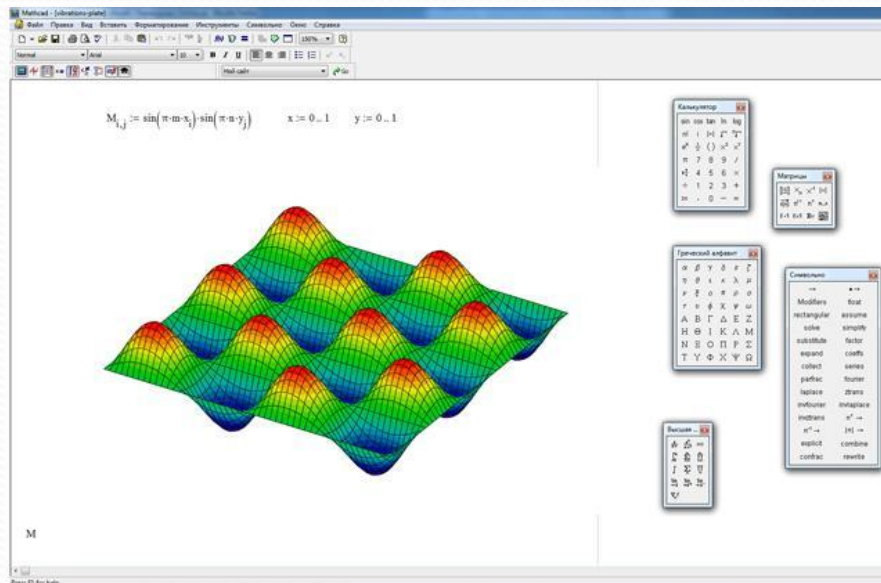 Mathcad - [vibrations-plate]
Файл Правка Вид Вставить Форматирование Инструменты Символьно Окно Справка
150%
Normal Arial 10 B I U
Мой сайт Go
M i,j := sin(π·m·x i)·sin(π·n·y j) x := 0 .. 1 y := 0 .. 1
M
Калькулятор
sin cos tan ln log
n! i |×|
π 7 8 9 /
4 5 6 ×
÷ 1 2 3 +
:= . 0 — =
Матрицы
Греческий алфавит
α β γ δ ε ζ
η θ ι κ λ μ
ν ξ ο π ρ σ
τ υ φ χ ψ ω
Α Β Γ Δ Ε Ζ
Η Θ Ι Κ Λ Μ
Ν Ξ Ο Π Ρ Σ
Τ Υ Φ Χ Ψ Ω
Символьно
Modifiers float
rectangular assume
solve simplify
substitute factor
expand coeffs
collect series
parfrac fourier
laplace ztrans
invfourier invlaplace
invztrans
explicit combine
confrac rewrite
Высшая ...
Press F1 for help.